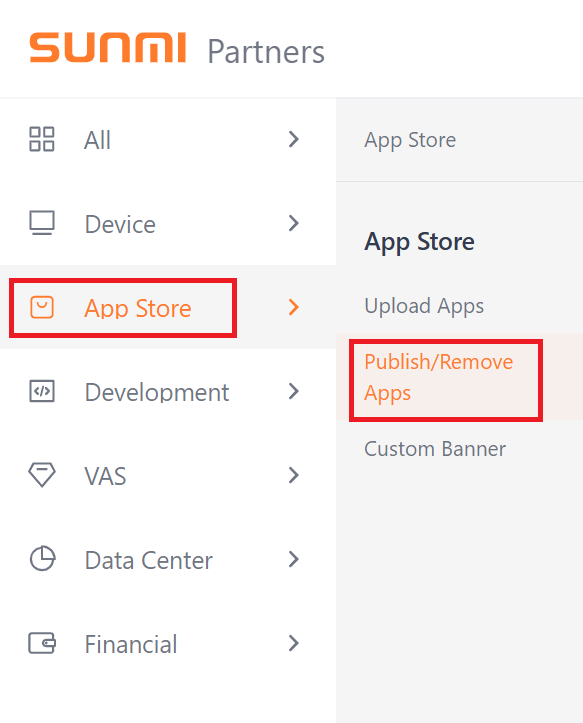 SUNMI Partners
All
Device
App Store
Development
VAS
Data Center
Financial
App Store
App Store
Upload Apps
Publish/Remove
Apps
Custom Banner